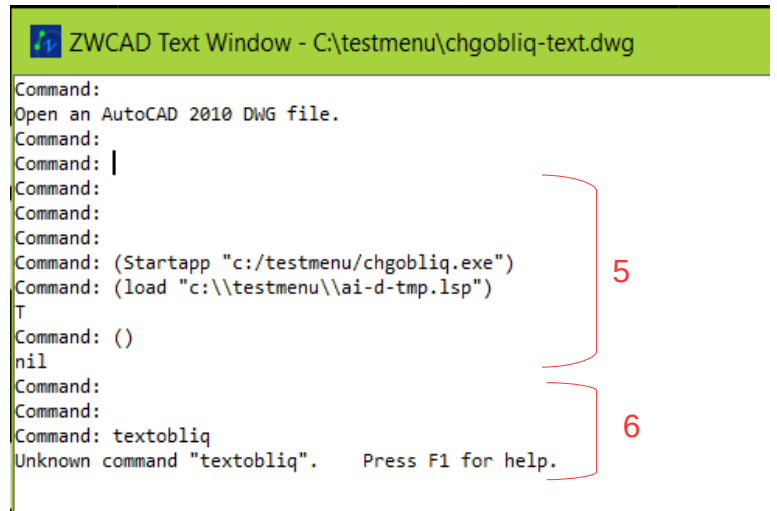 ZWCAD Text Window - C:\testmenu\chgobliq-text.dwg
Command:
Open an AutoCAD 2010 DWG file.
Command:
Command:
Command:
Command:
Command:
Command: (Startapp "c:/testmenu/chgobliq.exe")
Command: (load "c:\\testmenu\\ai-d-tmp.lsp")
T
Command: ()
nil
5
Command:
Command:
Command: textobliq
Unknown command "textobliq".    Press F1 for help.
6